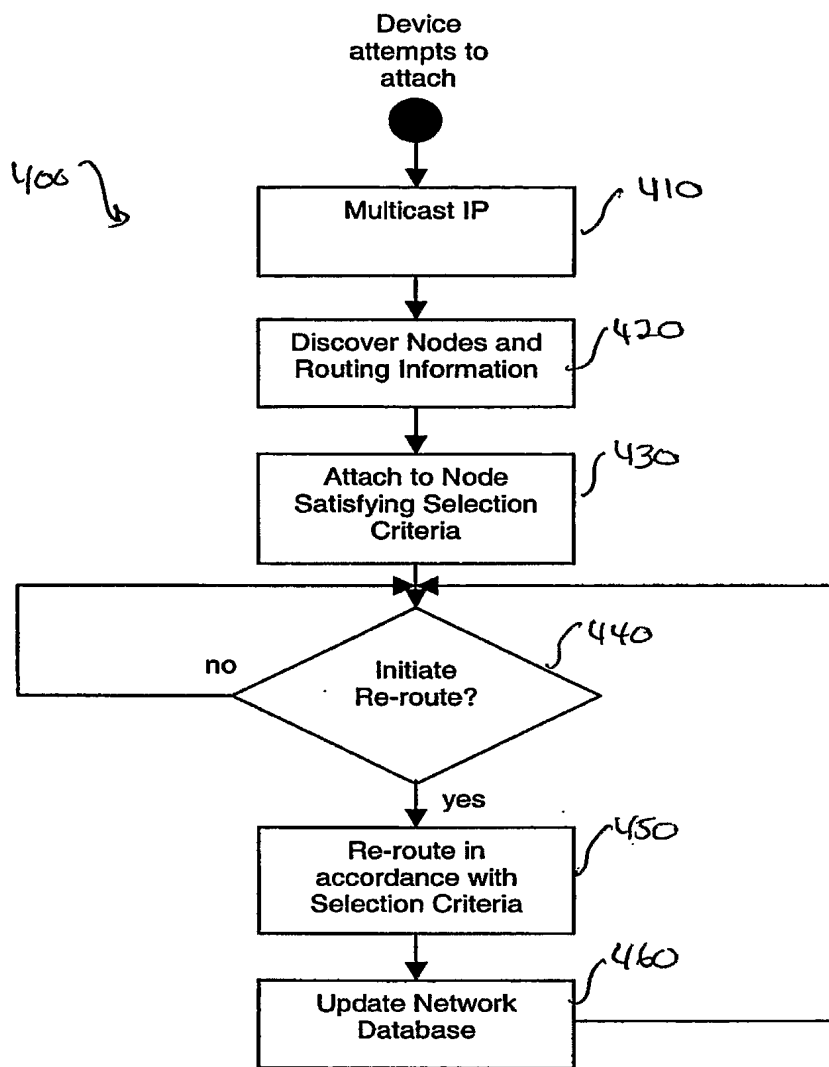 Device
attempts to
attach
400
Multicast IP
410
Discover Nodes and
Routing Information
420
Attach to Node
Satisfying Selection
Criteria
430
Initiate
Re-route?
440
no
yes
Re-route in
accordance with
Selection Criteria
450
Update Network
Database
460